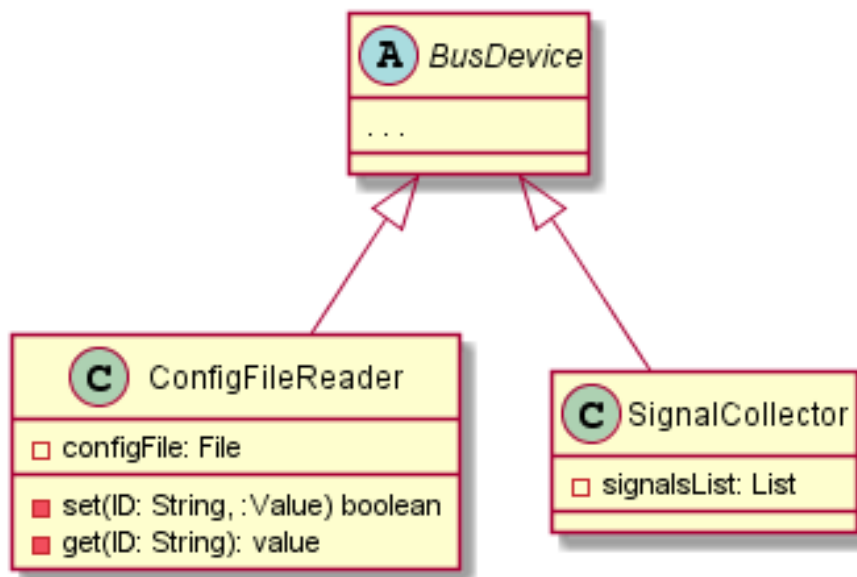 A BusDevice
...
C ConfigFileReader
configFile: File
set(ID: String, :Value) boolean
get(ID: String): value
C SignalCollector
signalsList: List